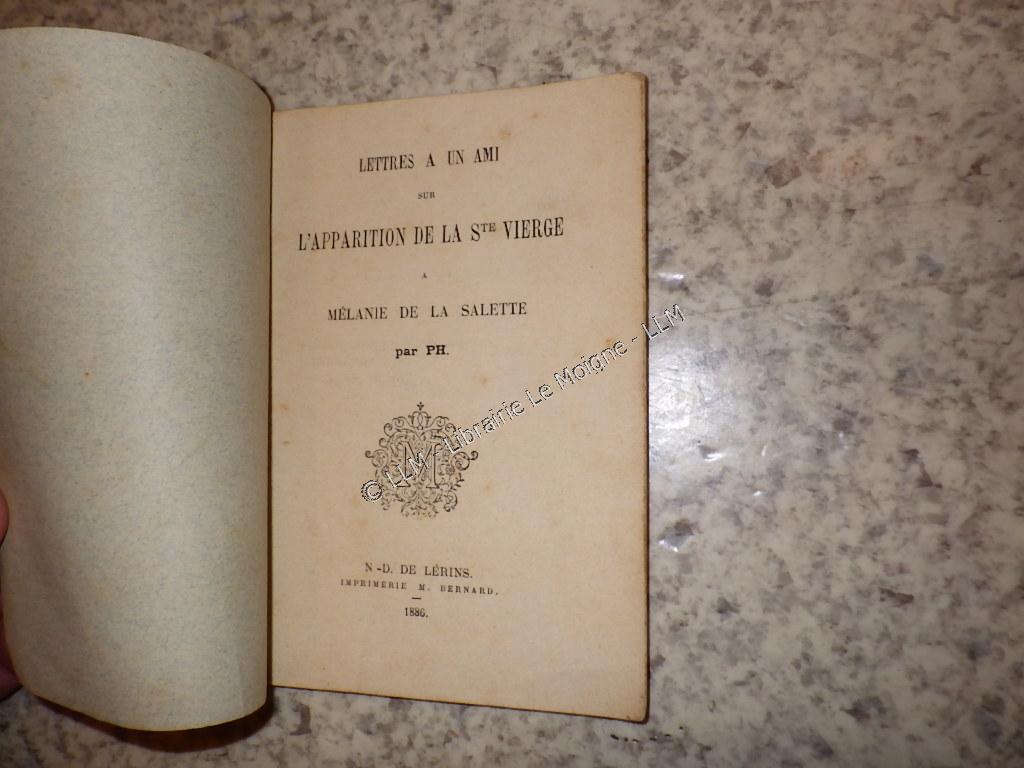 LETTRES A UN AMI
SUR
L'APPARITION DE LA STE VIERGE
A
MÉLANIE DE LA SALETTE
par PH.
© LLM - Librairie Le Moigne - LLM
N-D. DE LÉRINS.
IMPRIMERIE M. BERNARD.
1886.